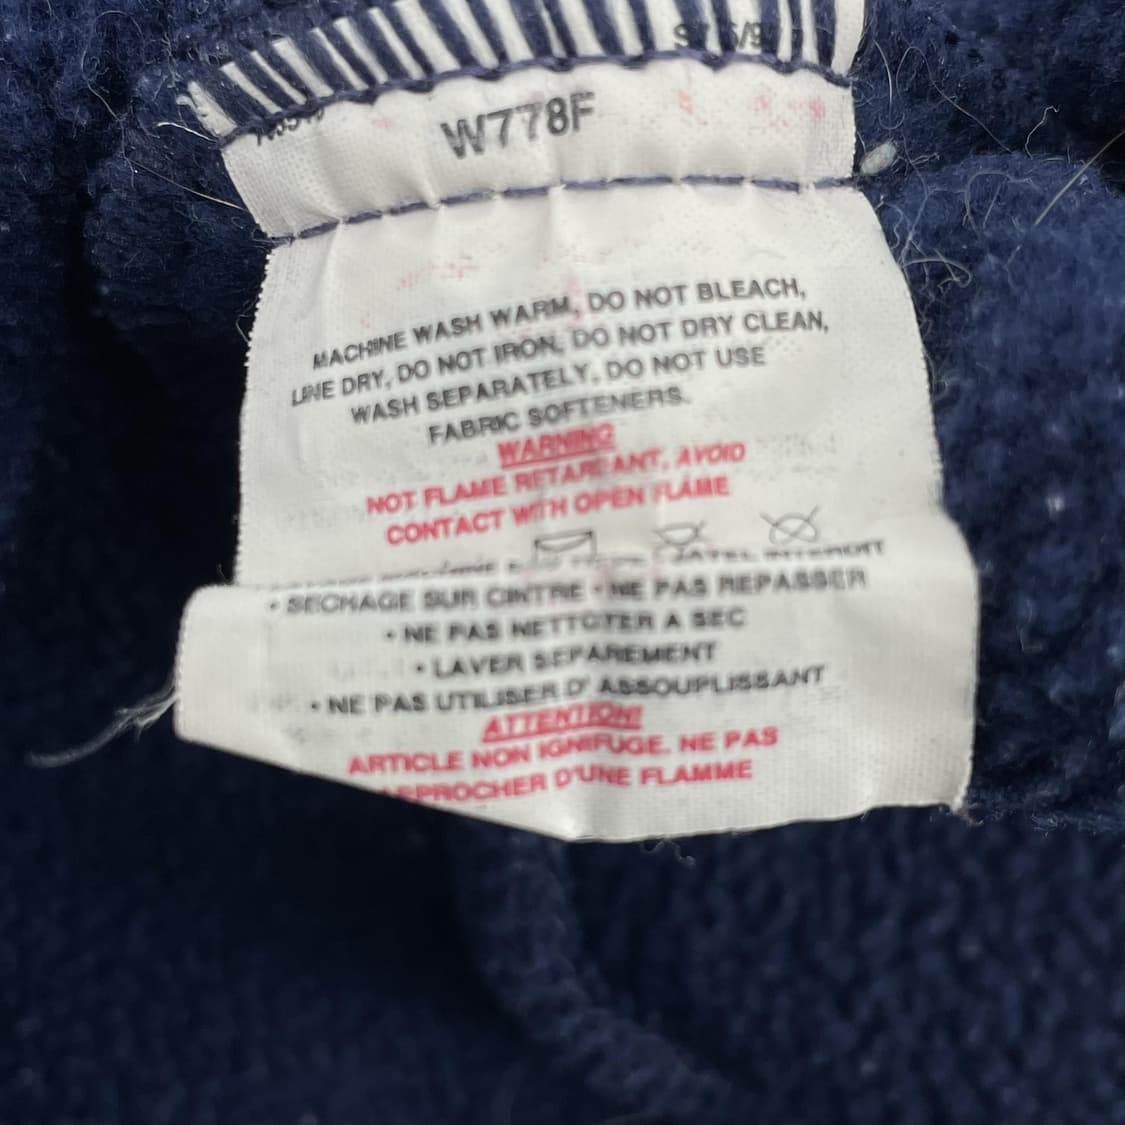 W778F
MACHINE WASH WARM, DO NOT BLEACH,
LINE DRY, DO NOT IRON, DO NOT DRY CLEAN,
WASH SEPARATELY, DO NOT USE
FABRIC SOFTENERS.
WARNING
NOT FLAME RETARDANT, AVOID
CONTACT WITH OPEN FLAME
INTERDIT
• SECHAGE SUR CINTRE • NE PAS REPASSER
• NE PAS NETTOYER A SEC
• LAVER SEPAREMENT
• NE PAS UTILISER D' ASSOUPLISSANT
ATTENTION!
ARTICLE NON IGNIFUGE. NE PAS
APPROCHER D'UNE FLAMME